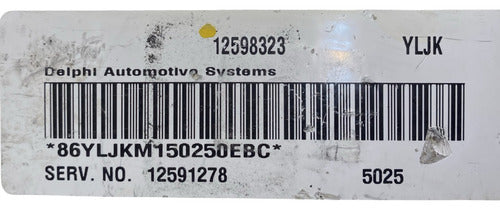 12598323 YLJK
Delphi Automotive Systems
*86YLJKM150250EBC*
SERV. NO. 12591278 5025